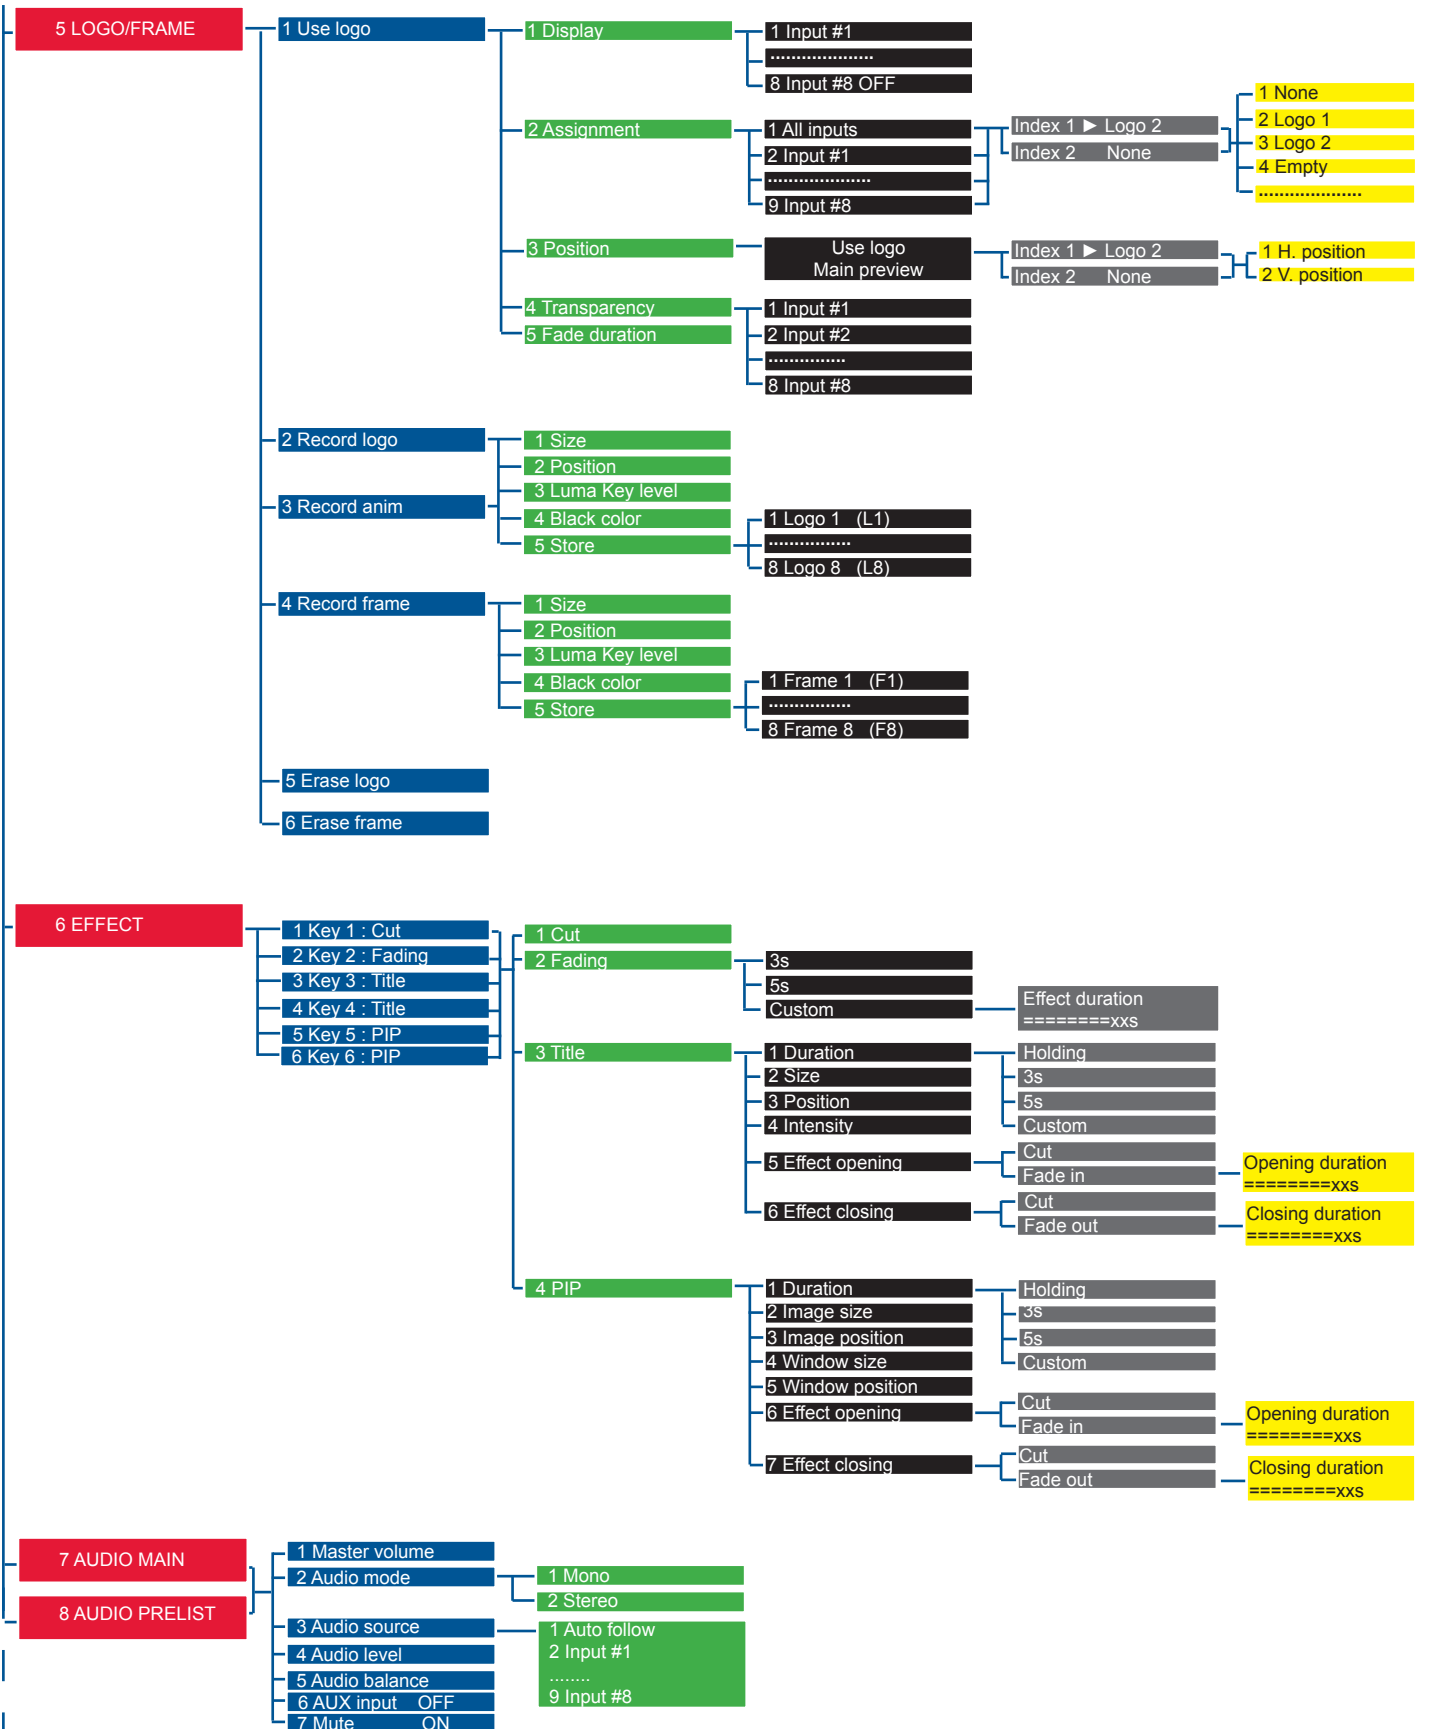 5 LOGO/FRAME
1 Use logo
1 Display
1 Input #1
....................
8 Input #8 OFF
2 Assignment
1 All inputs
2 Input #1
....................
9 Input #8
Index 1 ► Logo 2
Index 2 None
1 None
2 Logo 1
3 Logo 2
4 Empty
....................
3 Position
Use logo
Main preview
Index 1 ► Logo 2
Index 2 None
1 H. position
2 V. position
4 Transparency
5 Fade duration
1 Input #1
2 Input #2
...............
8 Input #8
2 Record logo
3 Record anim
1 Size
2 Position
3 Luma Key level
4 Black color
5 Store
1 Logo 1 (L1)
................
8 Logo 8 (L8)
4 Record frame
1 Size
2 Position
3 Luma Key level
4 Black color
5 Store
1 Frame 1 (F1)
................
8 Frame 8 (F8)
5 Erase logo
6 Erase frame
6 EFFECT
1 Key 1 : Cut
2 Key 2 : Fading
3 Key 3 : Title
4 Key 4 : Title
5 Key 5 : PIP
6 Key 6 : PIP
1 Cut
2 Fading
3s
5s
Custom
Effect duration
========xxs
3 Title
1 Duration
2 Size
3 Position
4 Intensity
5 Effect opening
6 Effect closing
Holding
3s
5s
Custom
Cut
Fade in
Opening duration
========xxs
Cut
Fade out
Closing duration
========xxs
4 PIP
1 Duration
2 Image size
3 Image position
4 Window size
5 Window position
6 Effect opening
7 Effect closing
Holding
3s
5s
Custom
Cut
Fade in
Opening duration
========xxs
Cut
Fade out
Closing duration
========xxs
7 AUDIO MAIN
8 AUDIO PRELIST
1 Master volume
2 Audio mode
1 Mono
2 Stereo
3 Audio source
4 Audio level
5 Audio balance
6 AUX input OFF
7 Mute ON
1 Auto follow
2 Input #1
........
9 Input #8